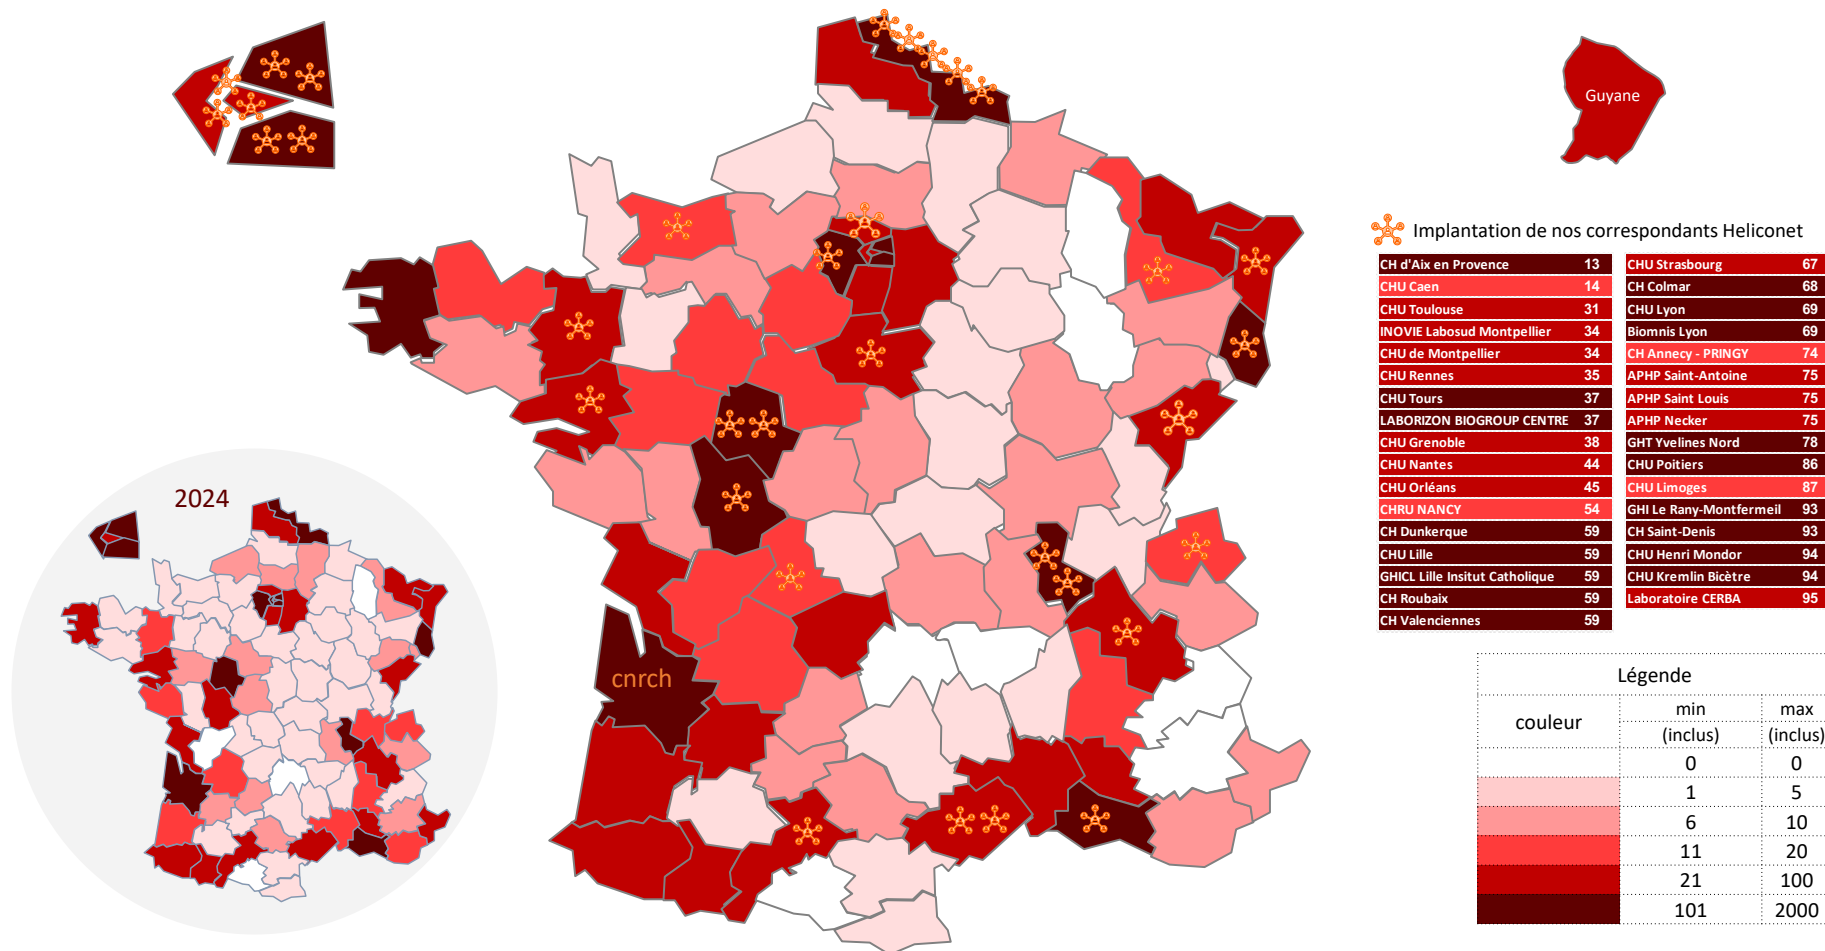 Guyane
Implantation de nos correspondants Heliconet
CH d'Aix en Provence 13
CHU Caen 14
CHU Toulouse 31
INOVIE Labosud Montpellier 34
CHU de Montpellier 34
CHU Rennes 35
CHU Tours 37
LABORIZON BIOGROUP CENTRE 37
CHU Grenoble 38
CHU Nantes 44
CHU Orléans 45
CHRU NANCY 54
CH Dunkerque 59
CHU Lille 59
GHICL Lille Insitut Catholique 59
CH Roubaix 59
CH Valenciennes 59
CHU Strasbourg 67
CH Colmar 68
CHU Lyon 69
Biomnis Lyon 69
CH Annecy - PRINGY 74
APHP Saint-Antoine 75
APHP Saint Louis 75
APHP Necker 75
GHT Yvelines Nord 78
CHU Poitiers 86
CHU Limoges 87
GHI Le Rany-Montfermeil 93
CH Saint-Denis 93
CHU Henri Mondor 94
CHU Kremlin Bicètre 94
Laboratoire CERBA 95
2024
cnrch
Légende
couleur min max
(inclus) (inclus)
0 0
1 5
6 10
11 20
21 100
101 2000